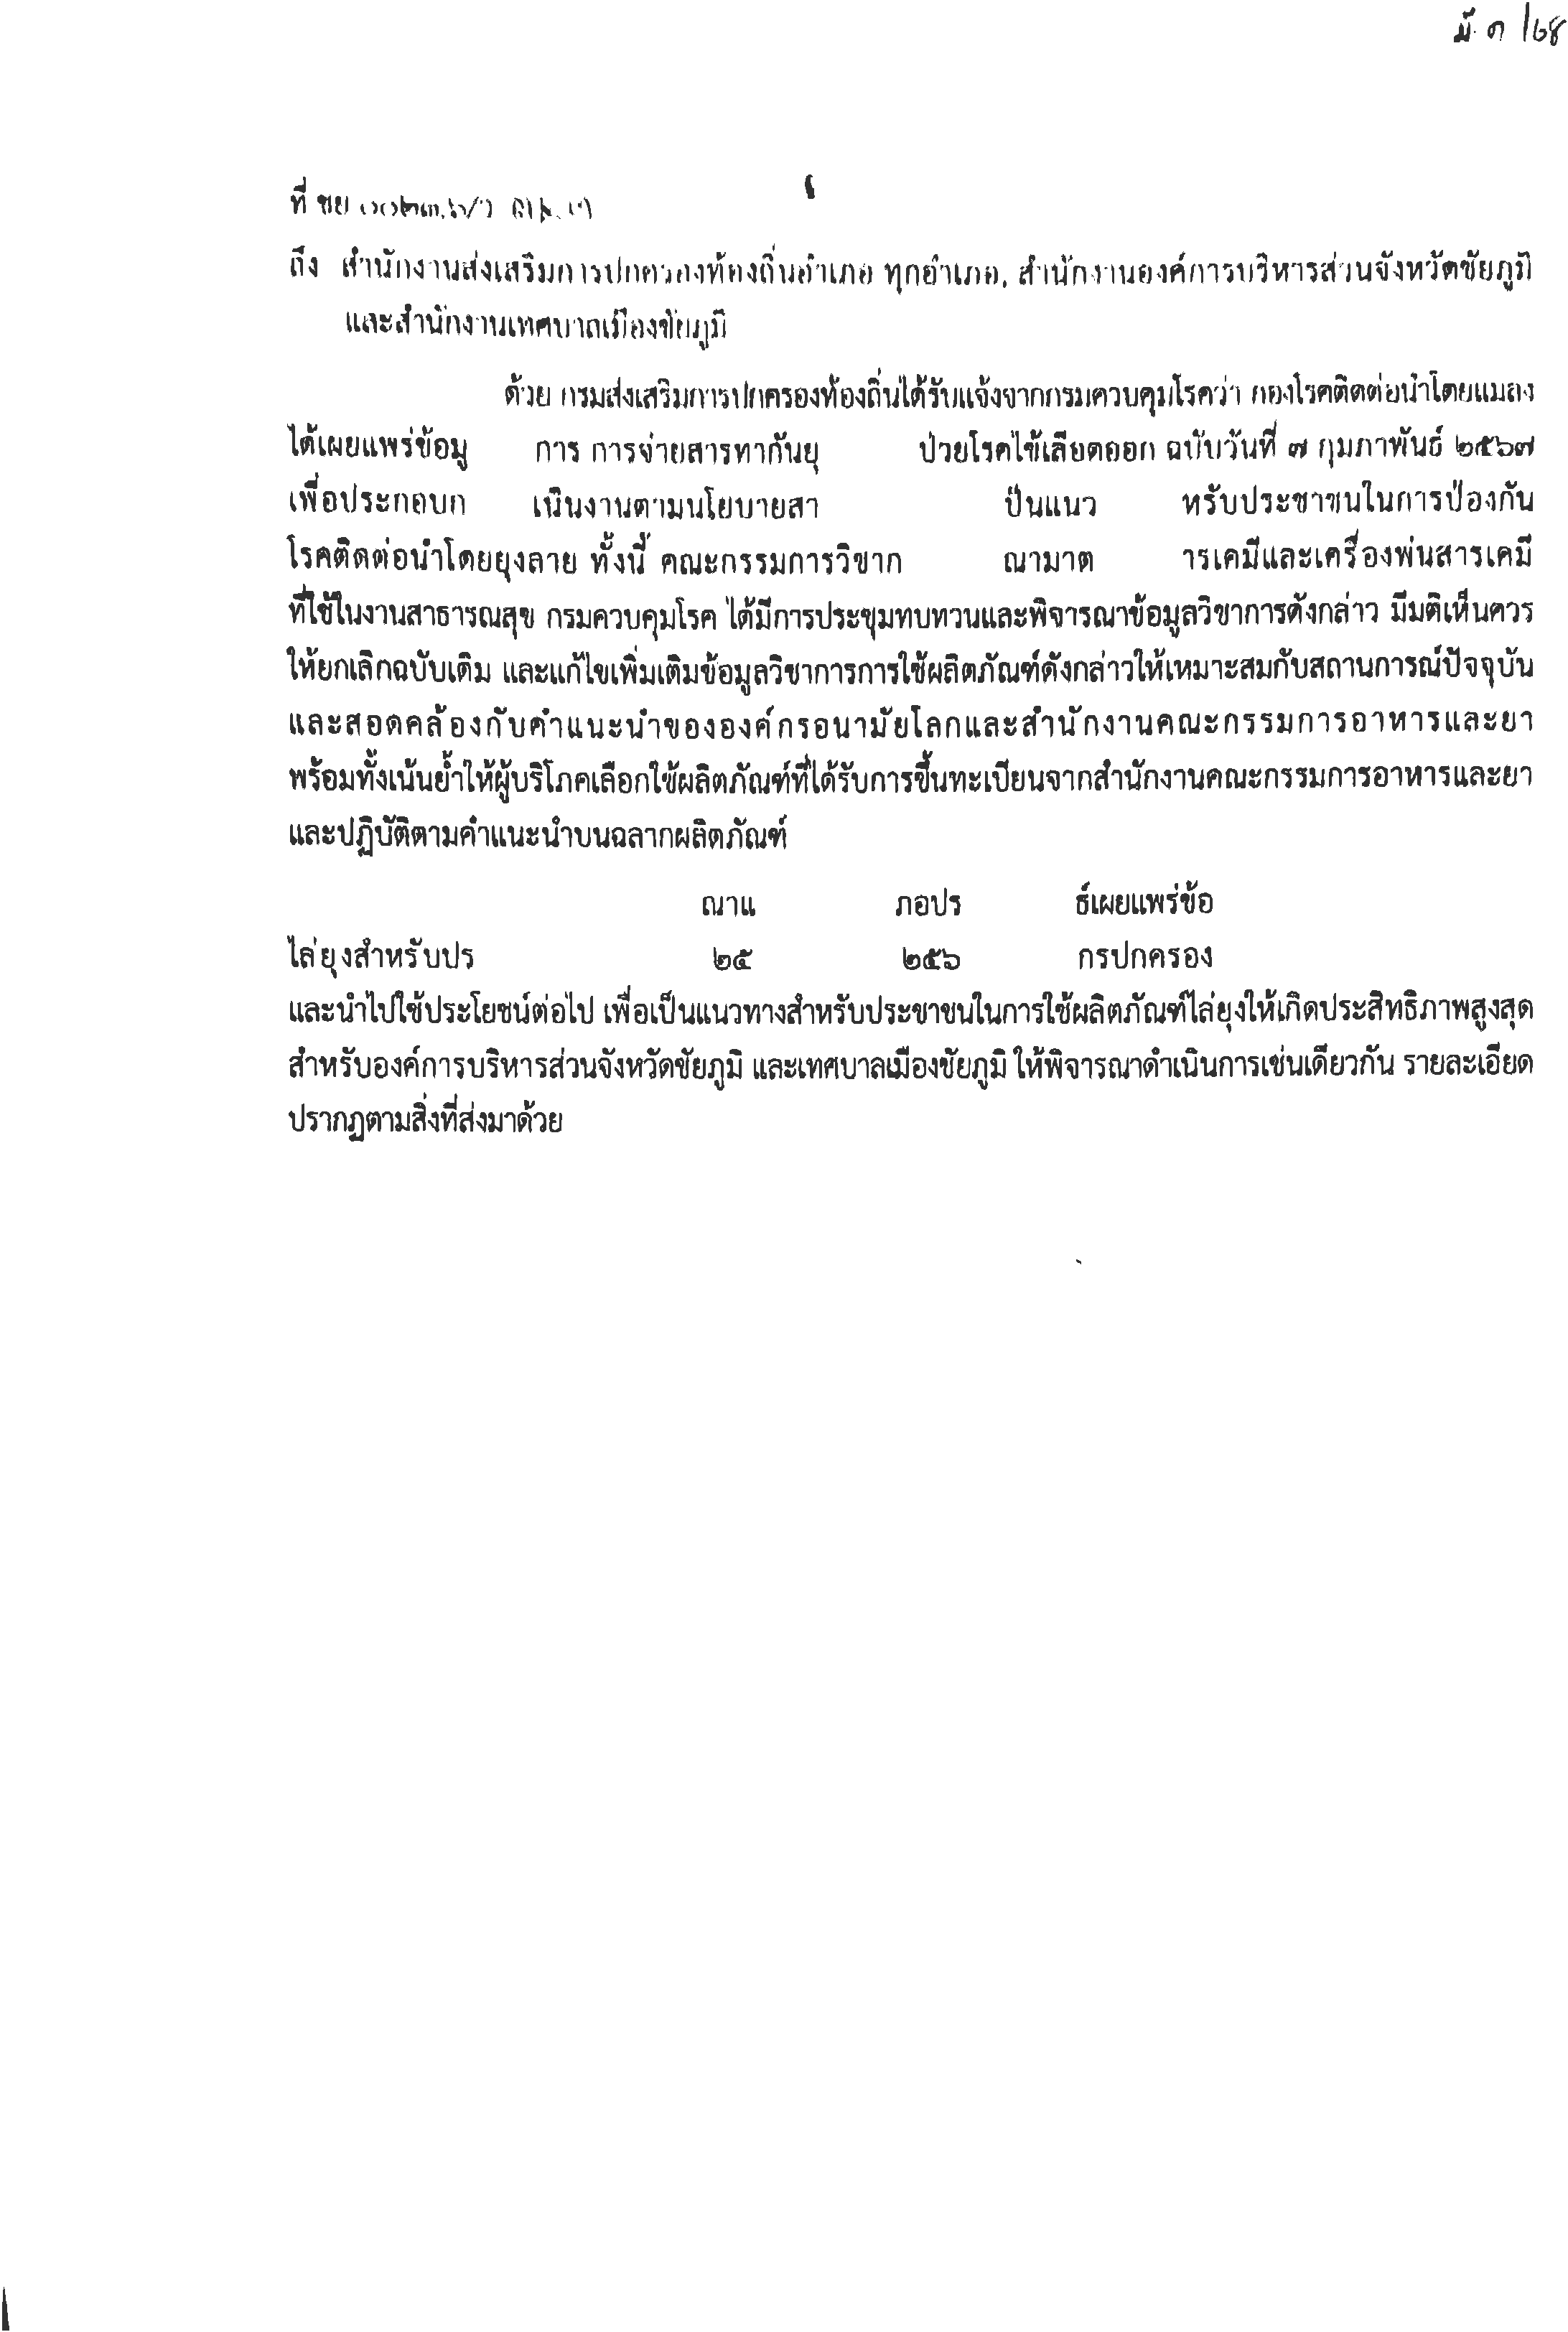 ที่ ชย ๐๐๒๓.๖/ว
ถึง สำนักงานส่งเสริมการปกครองท้องถิ่นอำเภอ ทุกอำเภอ, สำนักงานองค์การบริหารส่วนจังหวัดชัยภูมิ
และสำนักงานเทศบาลเมืองชัยภูมิ
ด้วย กรมส่งเสริมการปกครองท้องถิ่นได้รับแจ้งจากกรมควบคุมโรคว่า กองโรคติดต่อนำโดยแมลง
ได้เผยแพร่ข้อมู การ การจ่ายสารทากันยุ ป่วยโรคไข้เลือดออก ฉบับวันที่ ๗ กุมภาพันธ์ ๒๕๖๗
เพื่อประกอบก เนินงานตามนโยบายสา ป็นแนว หรับประชาชนในการป้องกัน
โรคติดต่อนำโดยยุงลาย ทั้งนี้ คณะกรรมการวิชาก ณามาต ารเคมีและเครื่องพ่นสารเคมี
ที่ใช้ในงานสาธารณสุข กรมควบคุมโรค ได้มีการประชุมทบทวนและพิจารณาข้อมูลวิชาการดังกล่าว มีมติเห็นควร
ให้ยกเลิกฉบับเดิม และแก้ไขเพิ่มเติมข้อมูลวิชาการการใช้ผลิตภัณฑ์ดังกล่าวให้เหมาะสมกับสถานการณ์ปัจจุบัน
และสอดคล้องกับคำแนะนำขององค์กรอนามัยโลกและสำนักงานคณะกรรมการอาหารและยา
พร้อมทั้งเน้นย้ำให้ผู้บริโภคเลือกใช้ผลิตภัณฑ์ที่ได้รับการขึ้นทะเบียนจากสำนักงานคณะกรรมการอาหารและยา
และปฏิบัติตามคำแนะนำบนฉลากผลิตภัณฑ์
ณาแ ภอปร ธ์เผยแพร่ข้อ
ไล่ยุงสำหรับปร ๒๕ ๒๕๖ กรปกครอง
และนำไปใช้ประโยชน์ต่อไป เพื่อเป็นแนวทางสำหรับประชาชนในการใช้ผลิตภัณฑ์ไล่ยุงให้เกิดประสิทธิภาพสูงสุด
สำหรับองค์การบริหารส่วนจังหวัดชัยภูมิ และเทศบาลเมืองชัยภูมิ ให้พิจารณาดำเนินการเช่นเดียวกัน รายละเอียด
ปรากฏตามสิ่งที่ส่งมาด้วย